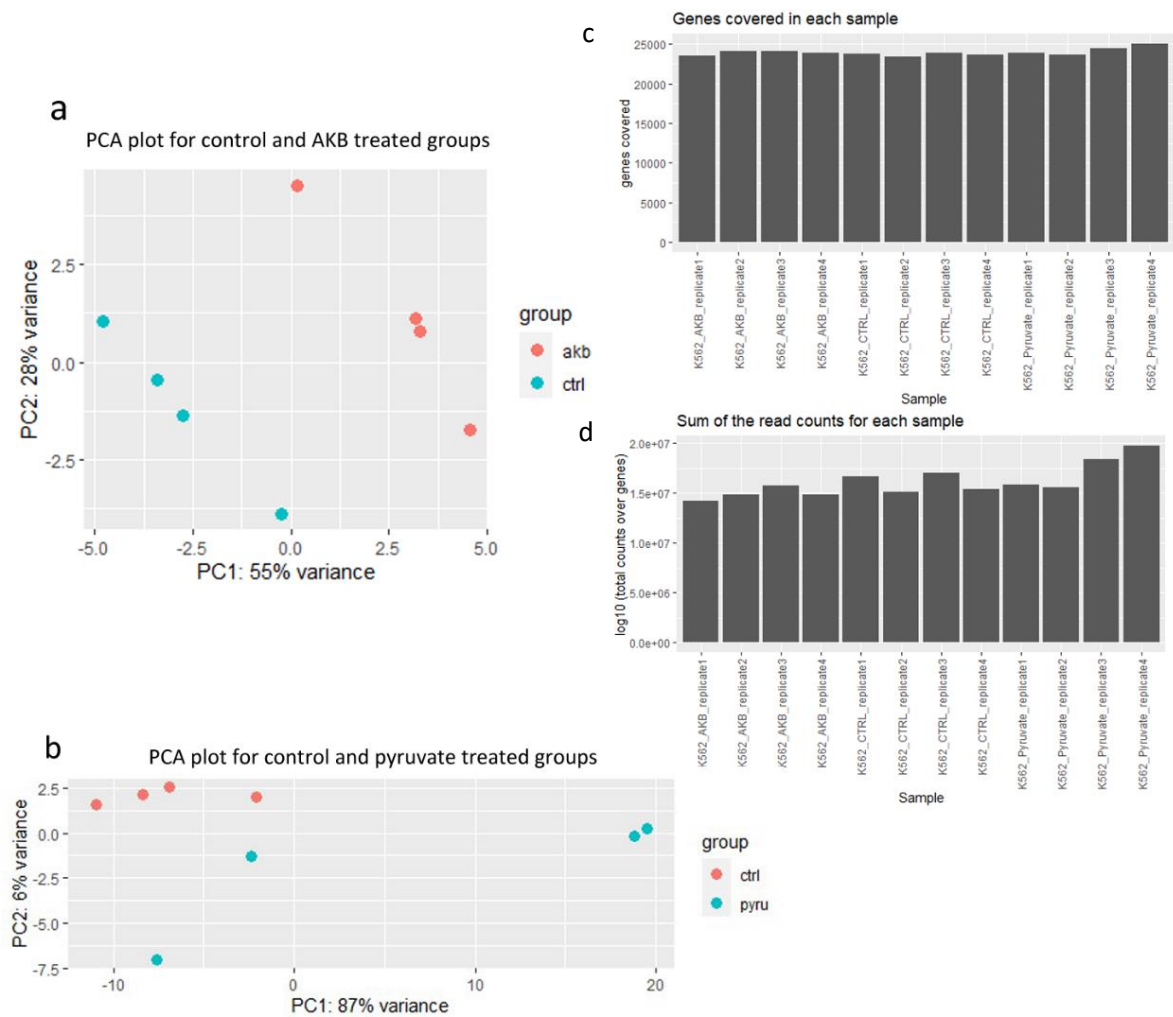 a
PCA plot for control and AKB treated groups
PC2: 28% variance
2.5
0.0
-2.5
-5.0
-2.5
0.0
2.5
5.0
PC1: 55% variance
group
akb
ctrl
b
PCA plot for control and pyruvate treated groups
PC2: 6% variance
2.5
0.0
-2.5
-5.0
-7.5
-10
0
10
20
PC1: 87% variance
group
ctrl
pyru
c
Genes covered in each sample
genes covered
25000
20000
15000
10000
5000
0
K562_AKB_replicate1
K562_AKB_replicate2
K562_AKB_replicate3
K562_AKB_replicate4
K562_CTRL_replicate1
K562_CTRL_replicate2
K562_CTRL_replicate3
K562_CTRL_replicate4
K562_Pyruvate_replicate1
K562_Pyruvate_replicate2
K562_Pyruvate_replicate3
K562_Pyruvate_replicate4
Sample
d
Sum of the read counts for each sample
log10 (total counts over genes)
2.0e+07
1.5e+07
1.0e+07
5.0e+06
0.0e+00
K562_AKB_replicate1
K562_AKB_replicate2
K562_AKB_replicate3
K562_AKB_replicate4
K562_CTRL_replicate1
K562_CTRL_replicate2
K562_CTRL_replicate3
K562_CTRL_replicate4
K562_Pyruvate_replicate1
K562_Pyruvate_replicate2
K562_Pyruvate_replicate3
K562_Pyruvate_replicate4
Sample